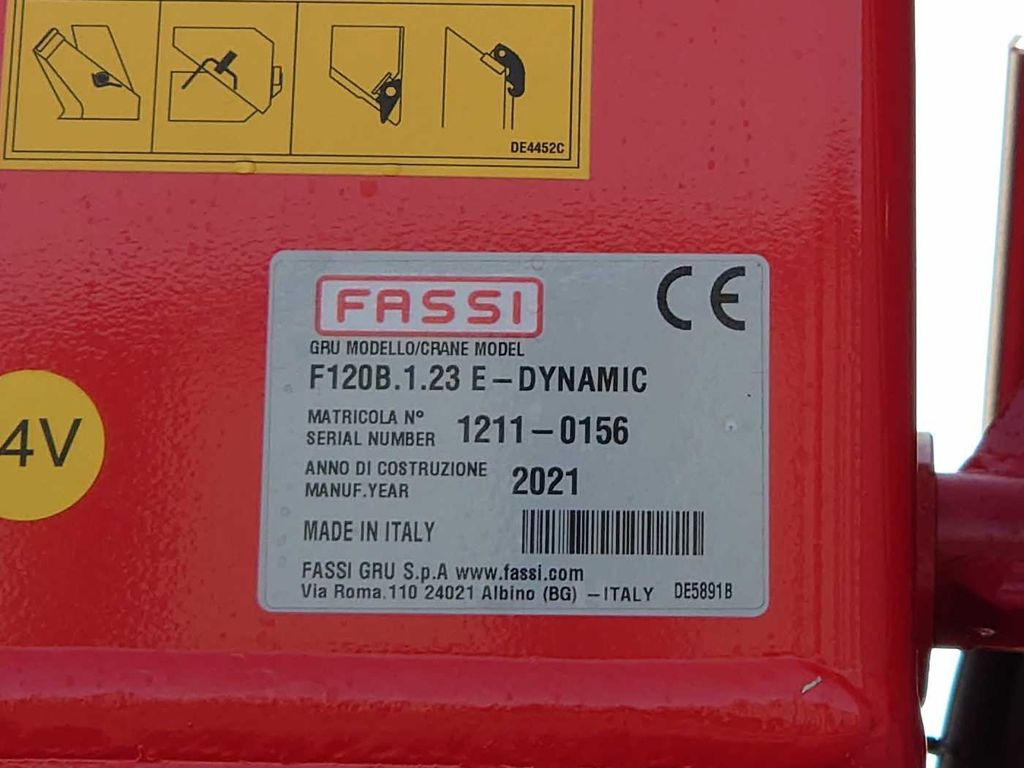 DE4452C
FASSI CE
GRU MODELLO/CRANE MODEL
F120B.1.23 E-DYNAMIC
MATRICOLA N°
SERIAL NUMBER 1211-0156
ANNO DI COSTRUZIONE
MANUF.YEAR 2021
4V
MADE IN ITALY
FASSI GRU S.p.A www.fassi.com
Via Roma.110 24021 Albino (BG) -ITALY DE5891B